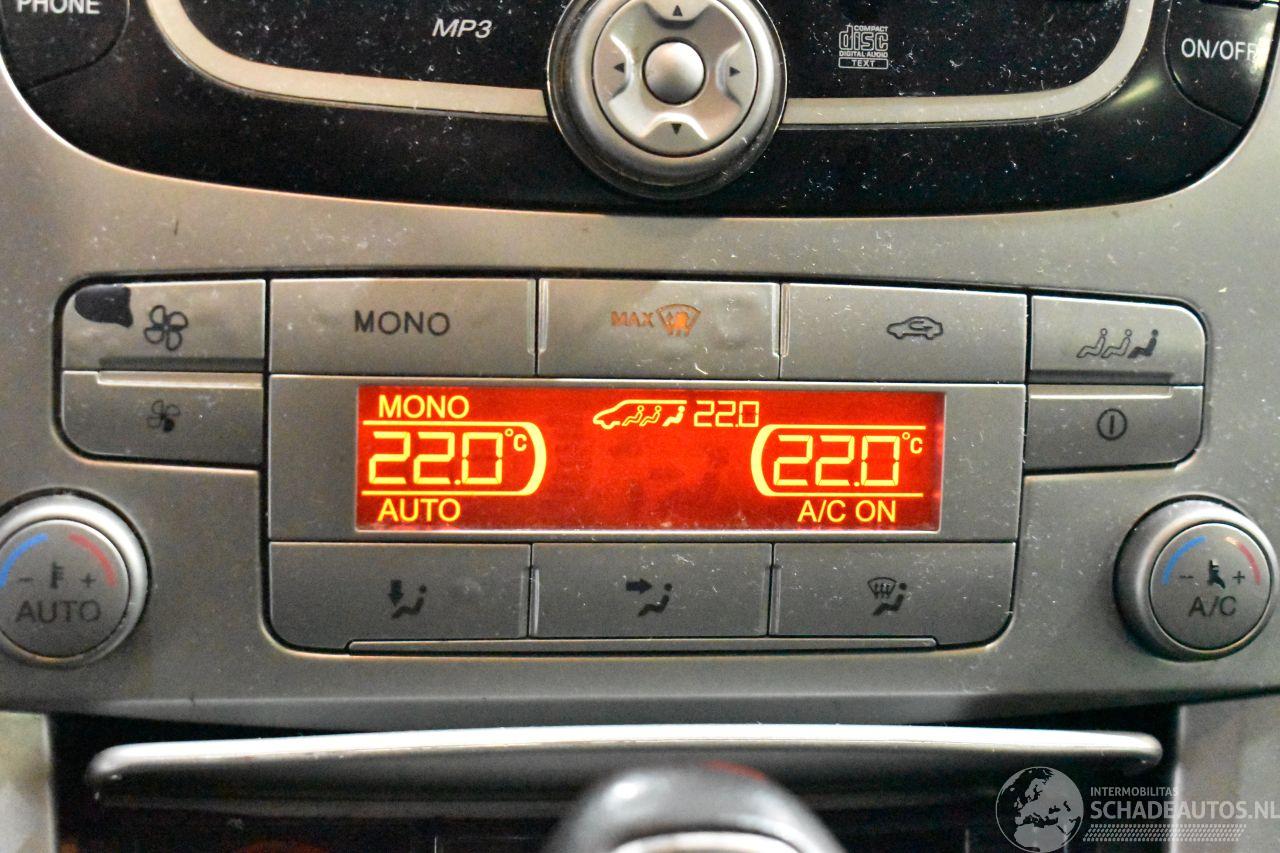 PHONE
MP3
COMPACT
disc
DIGITAL AUDIO
TEXT
ON/OFF
MONO
MAX
MONO
22.0
22.0°C
22.0°C
AUTO
A/C ON
- +
AUTO
- +
A/C
INTERMOBILITAS
SCHADEAUTOS.NL